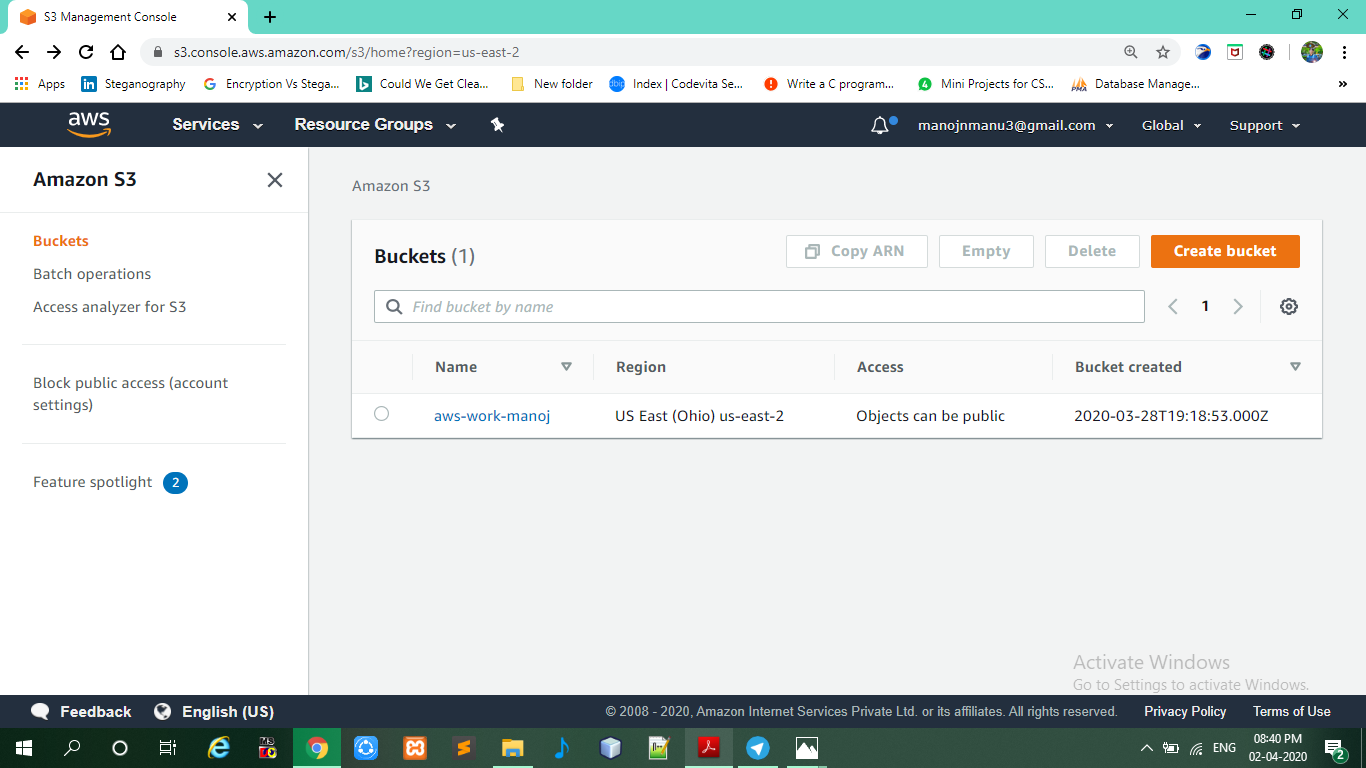 S3 Management Console
s3.console.aws.amazon.com/s3/home?region=us-east-2
Apps Steganography Encryption Vs Stega... Could We Get Clea... New folder Index | Codevita Se... Write a C program... Mini Projects for CS... Database Manage... »
aws Services Resource Groups manojnmanu3@gmail.com Global Support
Amazon S3
Buckets
Batch operations
Access analyzer for S3
Block public access (account
settings)
Feature spotlight 2
Amazon S3
Buckets (1) Copy ARN Empty Delete Create bucket
Find bucket by name 1
Name Region Access Bucket created
aws-work-manoj US East (Ohio) us-east-2 Objects can be public 2020-03-28T19:18:53.000Z
Activate Windows
Go to Settings to activate Windows.
Feedback English (US) © 2008 - 2020, Amazon Internet Services Private Ltd. or its affiliates. All rights reserved. Privacy Policy Terms of Use
ENG 08:40 PM
02-04-2020 2